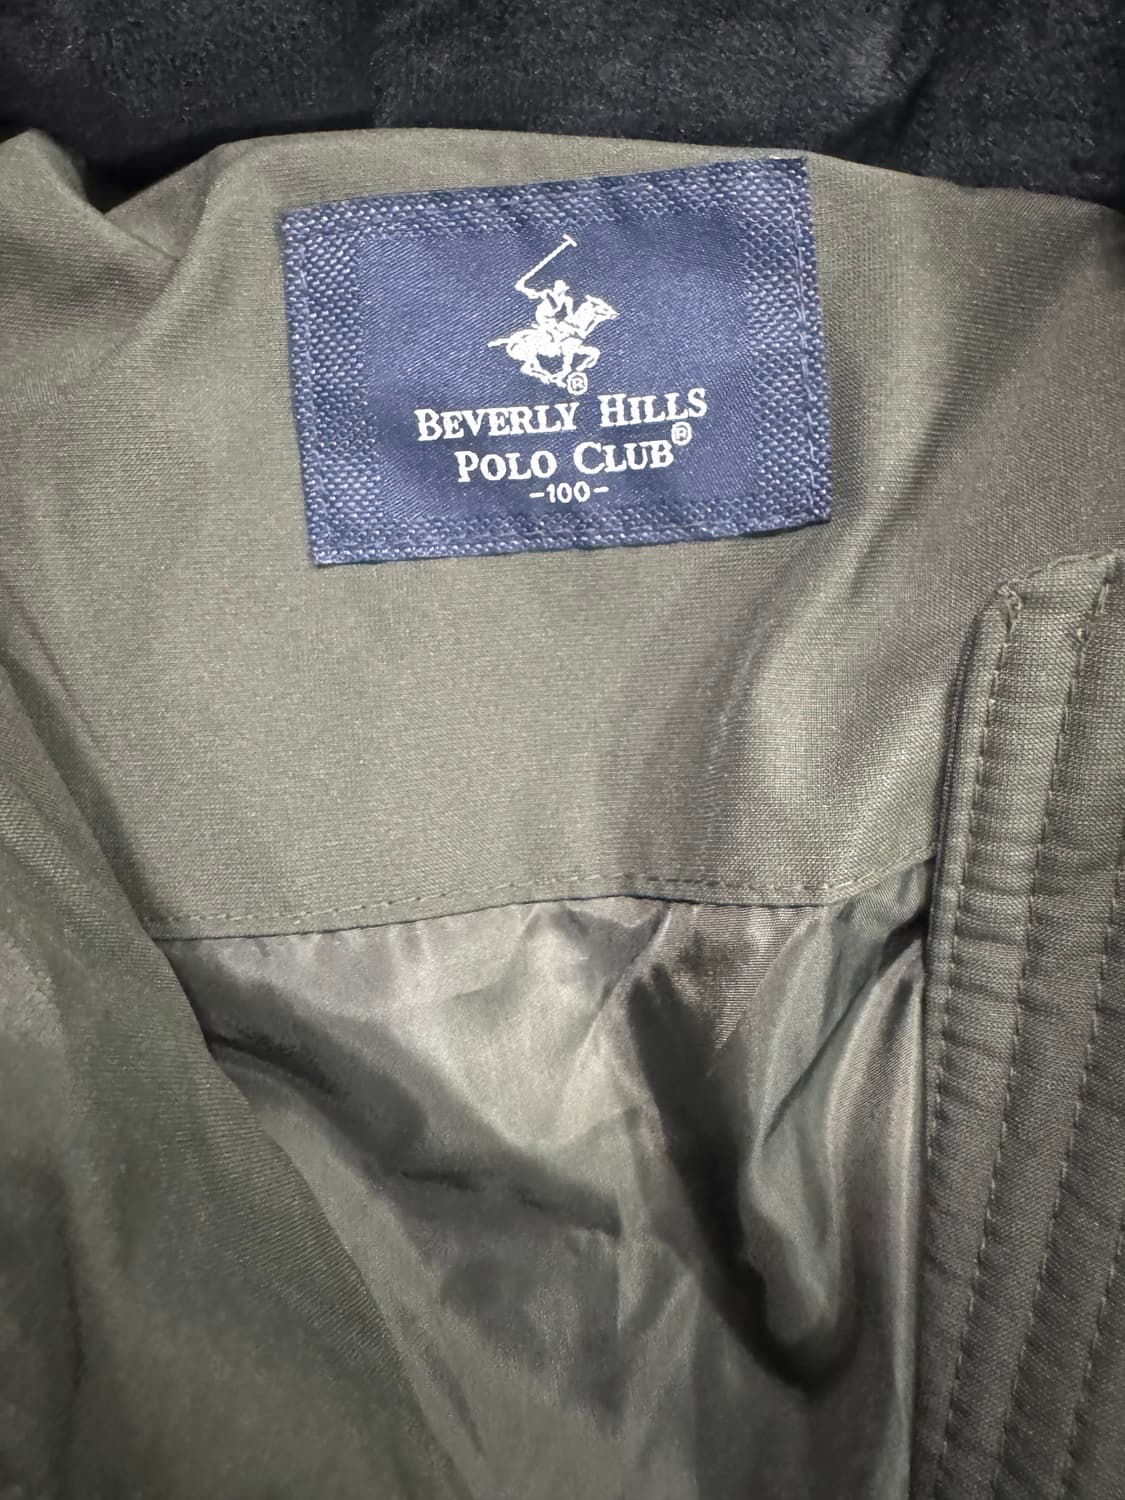 ®
BEVERLY HILLS
POLO CLUB®
-100-